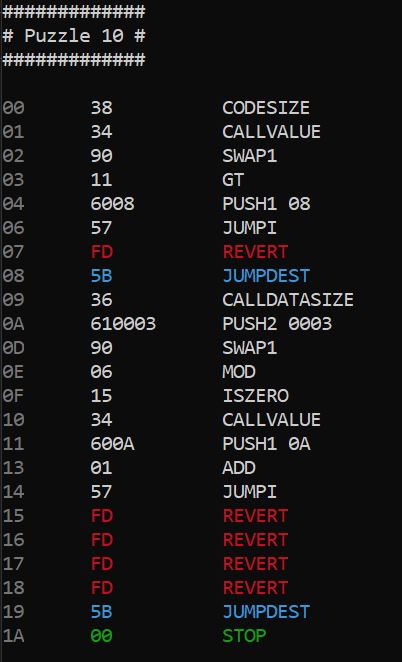 #############
# Puzzle 10 #
#############
00 38 CODESIZE
01 34 CALLVALUE
02 90 SWAP1
03 11 GT
04 6008 PUSH1 08
06 57 JUMPI
07 FD REVERT
08 5B JUMPDEST
09 36 CALLDATASIZE
0A 610003 PUSH2 0003
0D 90 SWAP1
0E 06 MOD
0F 15 ISZERO
10 34 CALLVALUE
11 600A PUSH1 0A
13 01 ADD
14 57 JUMPI
15 FD REVERT
16 FD REVERT
17 FD REVERT
18 FD REVERT
19 5B JUMPDEST
1A 00 STOP